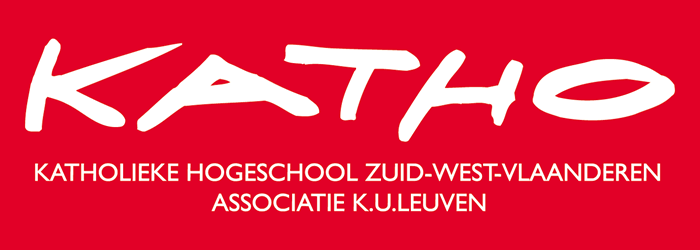 KATHO
KATHOLIEKE HOGESCHOOL ZUID-WEST-VLAANDEREN
ASSOCIATIE K.U.LEUVEN